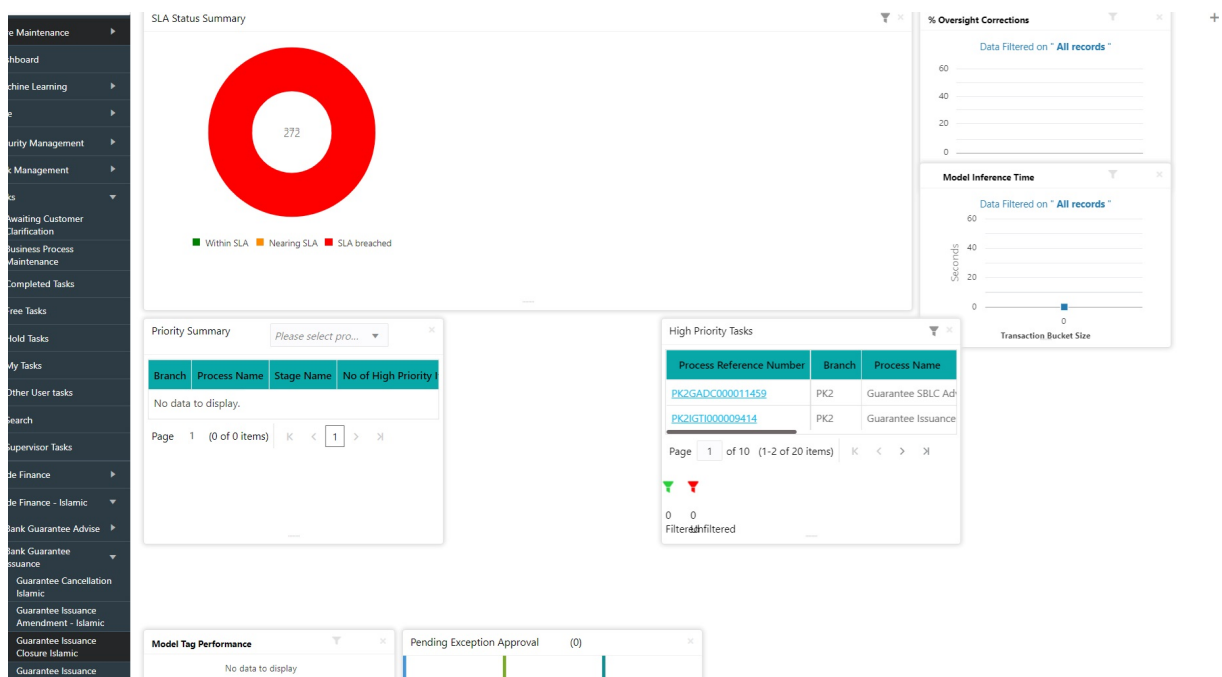 re Maintenance
shboard
chine Learning
e
urity Management
k Management
ks
Awaiting Customer
Clarification
Business Process
Maintenance
Completed Tasks
Free Tasks
Hold Tasks
My Tasks
Other User tasks
Search
Supervisor Tasks
de Finance
de Finance - Islamic
Bank Guarantee Advise
Bank Guarantee
Issuance
Guarantee Cancellation
Islamic
Guarantee Issuance
Amendment - Islamic
Guarantee Issuance
Closure Islamic
Guarantee Issuance
SLA Status Summary
272
Within SLA Nearing SLA SLA breached
% Oversight Corrections
Data Filtered on " All records "
60
40
20
0
Model Inference Time
Data Filtered on " All records "
60
40
20
0
Seconds
0
Transaction Bucket Size
Priority Summary Please select pro...
Branch Process Name Stage Name No of High Priority I
No data to display.
Page 1 (0 of 0 items) 1
High Priority Tasks
Process Reference Number Branch Process Name
PK2GADC000011459 PK2 Guarantee SBLC Adv
PK2IGTI000009414 PK2 Guarantee Issuance
Page 1 of 10 (1-2 of 20 items)
0 0
Filtered Unfiltered
Model Tag Performance
No data to display
Pending Exception Approval (0)